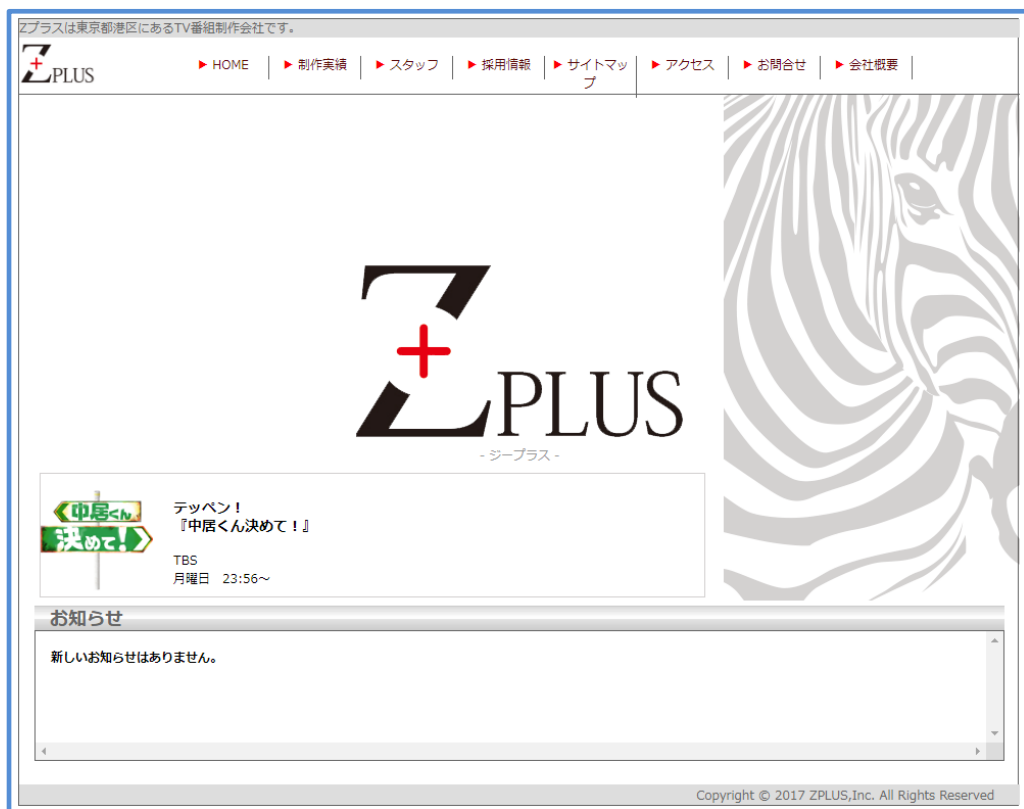 Zプラスは東京都港区にあるTV番組制作会社です。
Z+PLUS
HOME
制作実績
スタッフ
採用情報
サイトマッ
プ
アクセス
お問合せ
会社概要
Z+PLUS
- ジープラス -
中居くん
決めて!
テッペン！
『中居くん決めて！』
TBS
月曜日　23:56～
お知らせ
新しいお知らせはありません。
Copyright © 2017 ZPLUS,Inc. All Rights Reserved